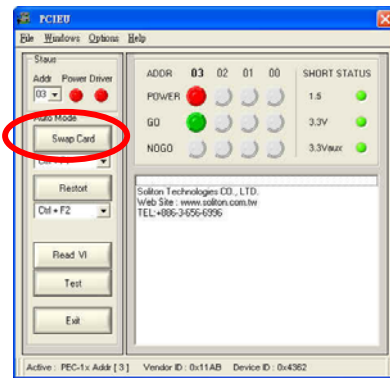 PCIEU
File Windows Options Help
Staus
Addr Power Driver
03
Auto Mode
Swap Card
Restort
Ctrl + F2
Read VI
Test
Exit
ADDR 03 02 01 00 SHORT STATUS
POWER 1.5
GO 3.3V
NOGO 3.3Vaux
Soliton Technologies CO., LTD.
Web Site : www.soliton.com.tw
TEL:+886-3-656-6996
Active : PEC-1x Addr [ 3 ] Vendor ID : 0x11AB Device ID : 0x4362